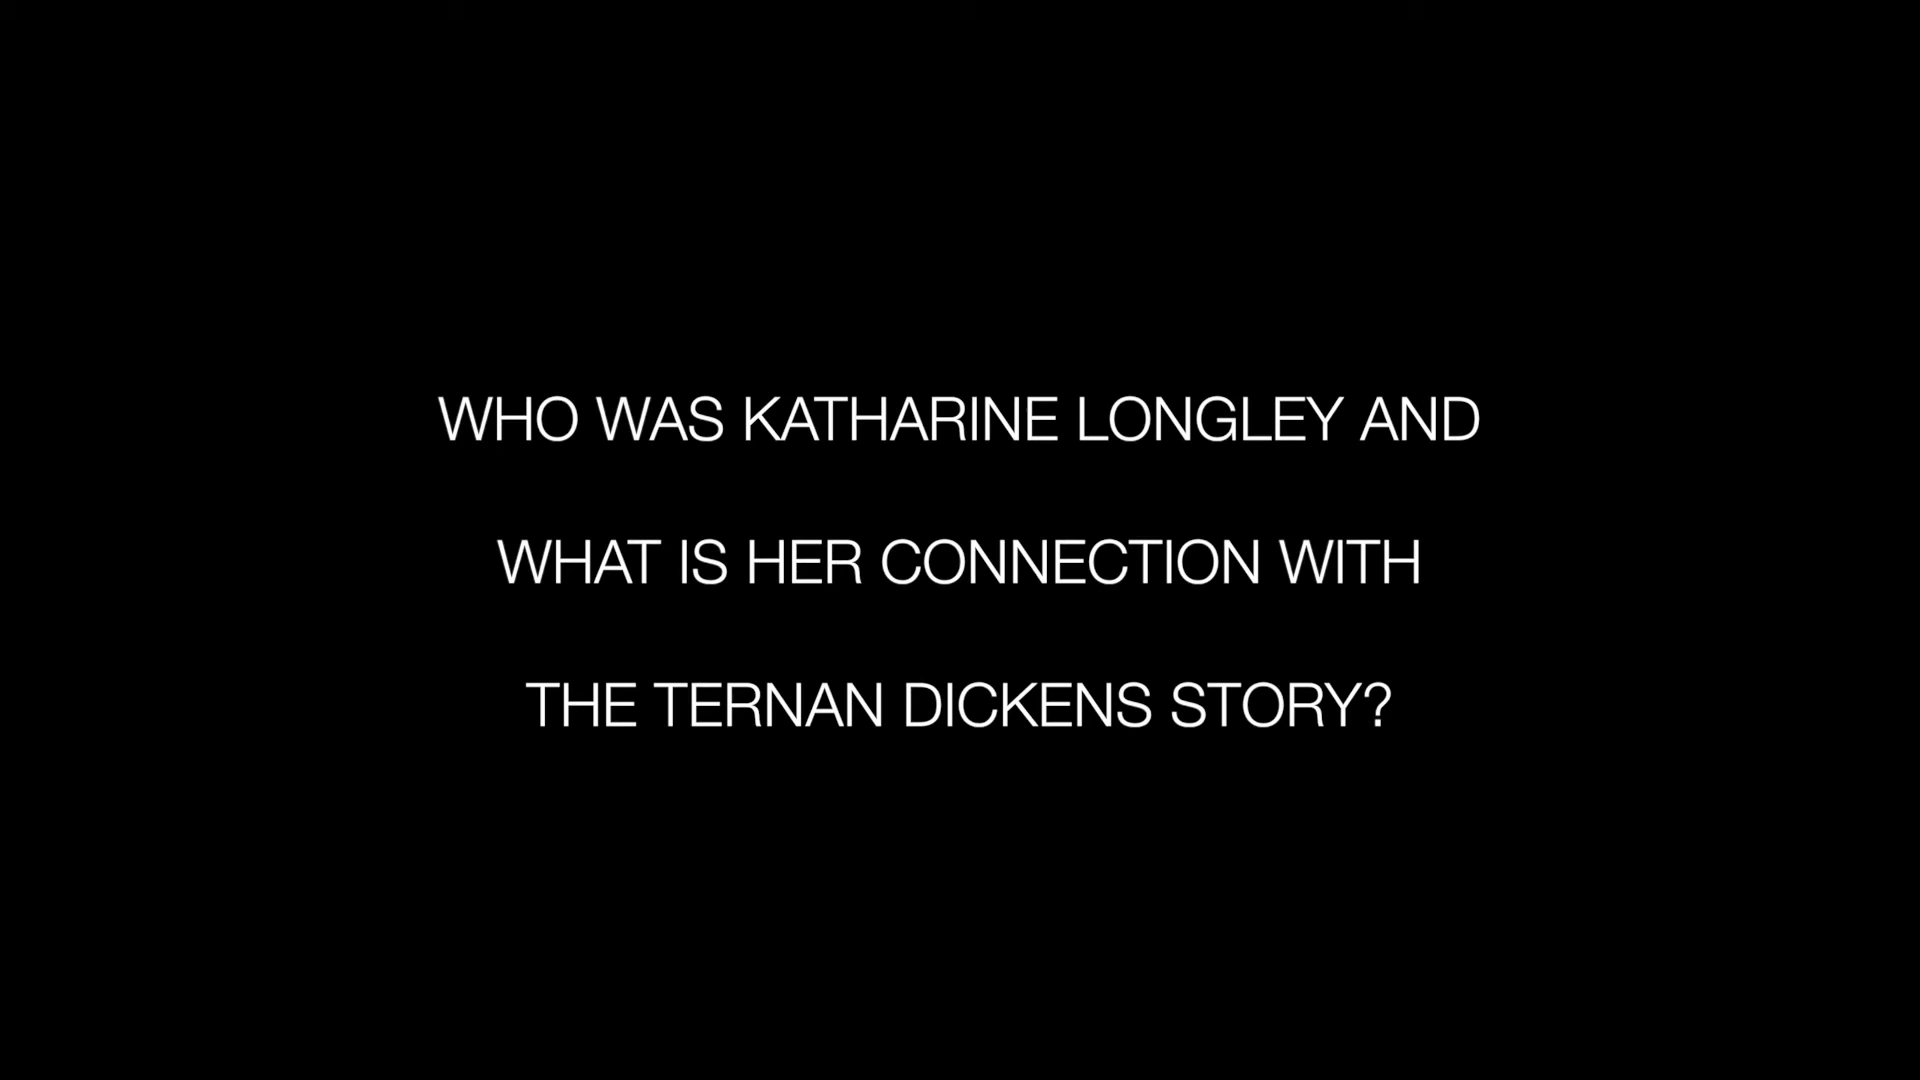 WHO WAS KATHARINE LONGLEY AND
WHAT IS HER CONNECTION WITH
THE TERNAN DICKENS STORY?